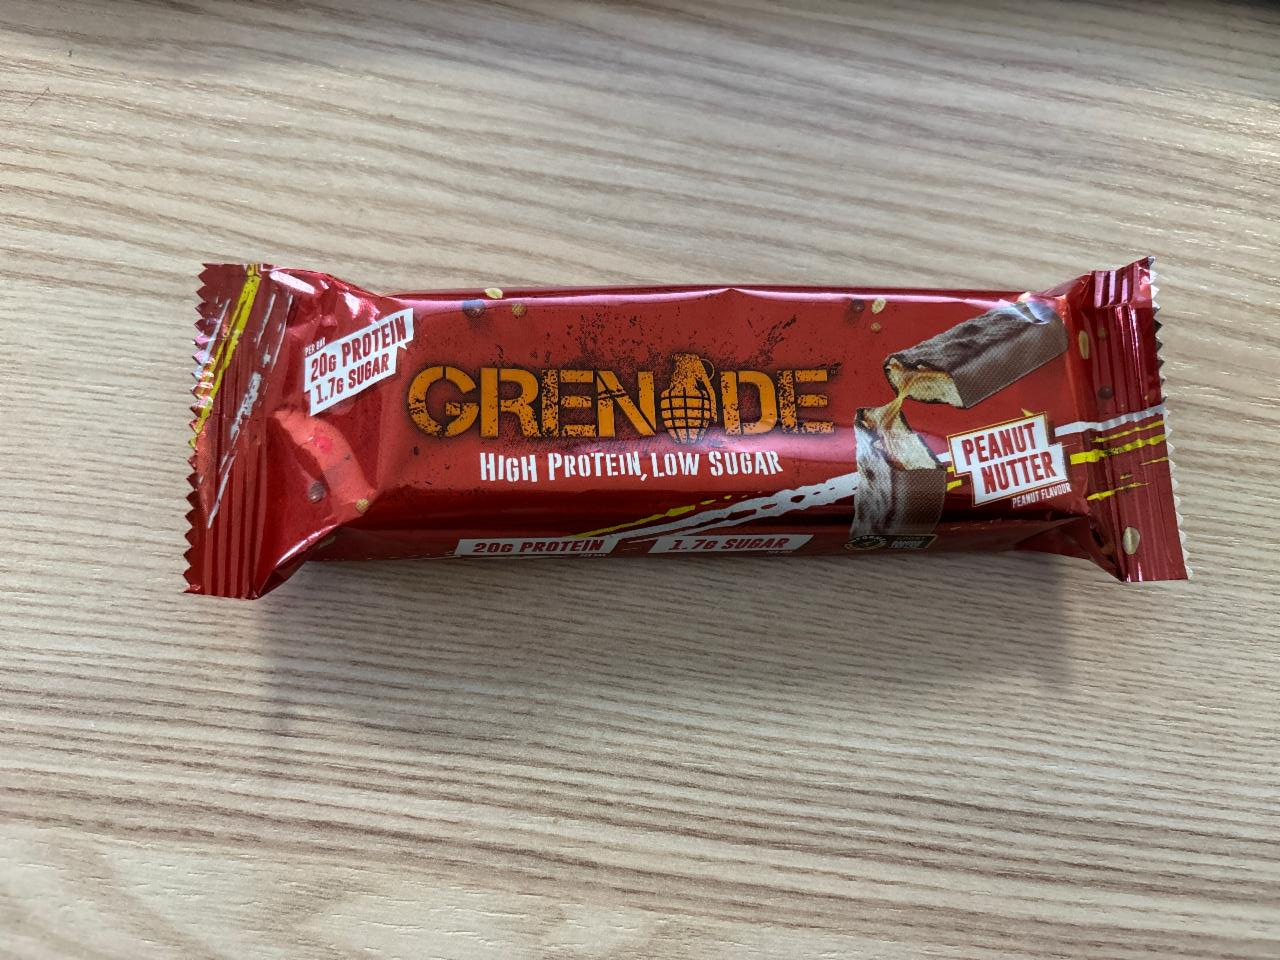 PER BAR
20G PROTEIN
1.7G SUGAR
GRENADE
HIGH PROTEIN, LOW SUGAR
PEANUT
NUTTER
PEANUT FLAVOUR
20G PROTEIN
1.7G SUGAR